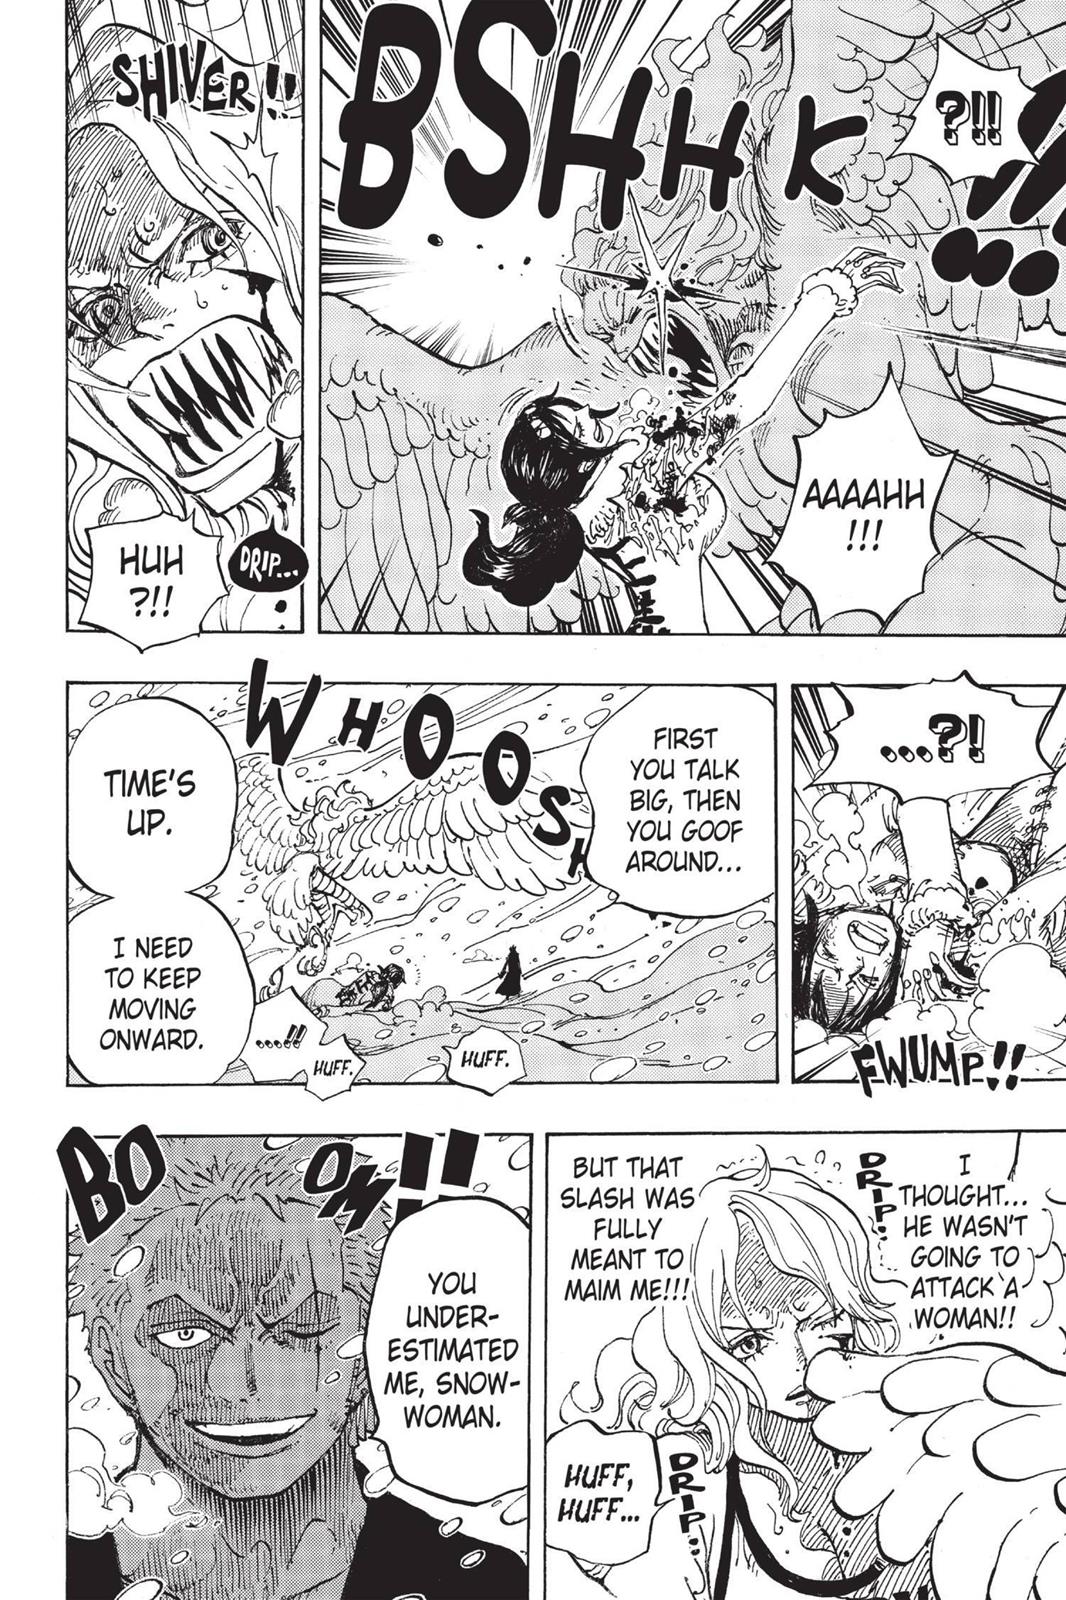 ?!!
BSHHK
!!!
AAAAHH
!!!
SHIVER!!
HUH
?!!
DRIP...
...?!
FWUMP!!
FIRST
YOU TALK
BIG, THEN
YOU GOOF
AROUND...
WHOOSH
TIME'S
UP.
I NEED
TO KEEP
MOVING
ONWARD.
HUFF.
HUFF.
...!!
I
THOUGHT...
HE WASN'T
GOING TO
ATTACK A
WOMAN!!
DRIP...
BUT THAT
SLASH WAS
FULLY
MEANT TO
MAIM ME!!!
HUFF,
HUFF...
DRIP...
BOOM!!
YOU
UNDER-
ESTIMATED
ME, SNOW-
WOMAN.